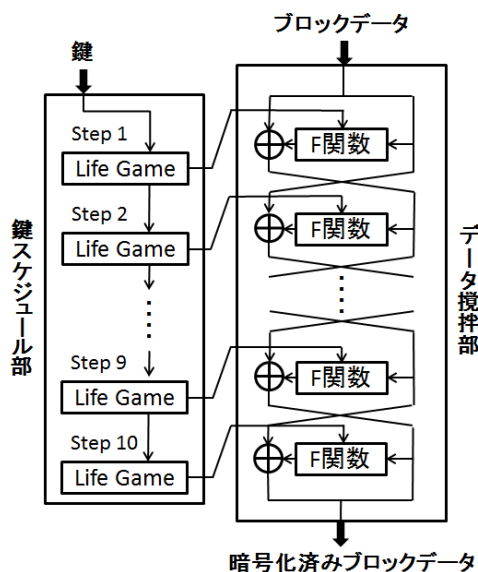 ブロックデータ
鍵
Step 1
Life Game
F関数
Step 2
Life Game
F関数
鍵スケジュール部
データ撹拌部
Step 9
Life Game
F関数
Step 10
Life Game
F関数
暗号化済みブロックデータ